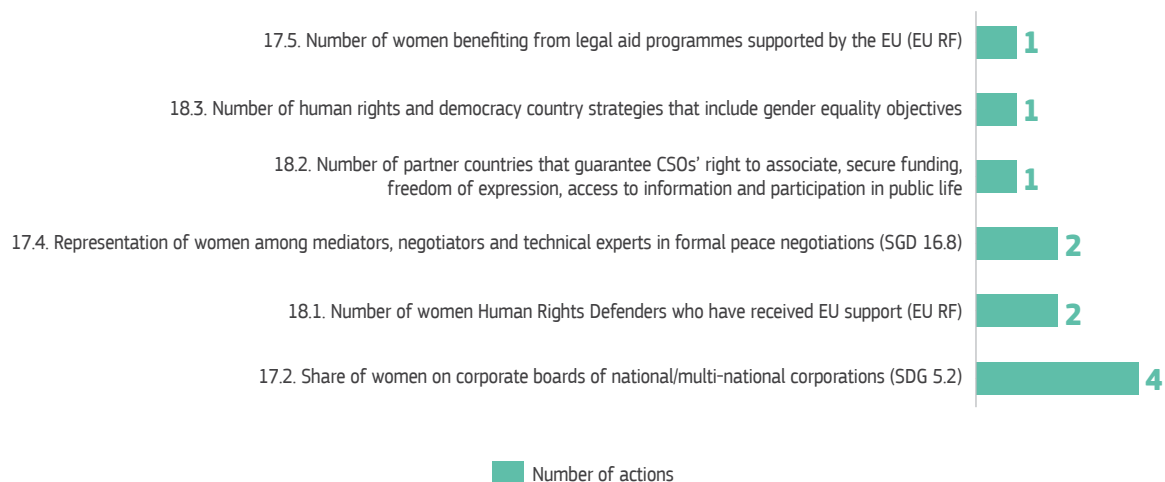 17.5. Number of women benefiting from legal aid programmes supported by the EU (EU RF)
1
18.3. Number of human rights and democracy country strategies that include gender equality objectives
1
18.2. Number of partner countries that guarantee CSOs’ right to associate, secure funding,
freedom of expression, access to information and participation in public life
1
17.4. Representation of women among mediators, negotiators and technical experts in formal peace negotiations (SGD 16.8)
2
18.1. Number of women Human Rights Defenders who have received EU support (EU RF)
2
17.2. Share of women on corporate boards of national/multi-national corporations (SDG 5.2)
4
Number of actions